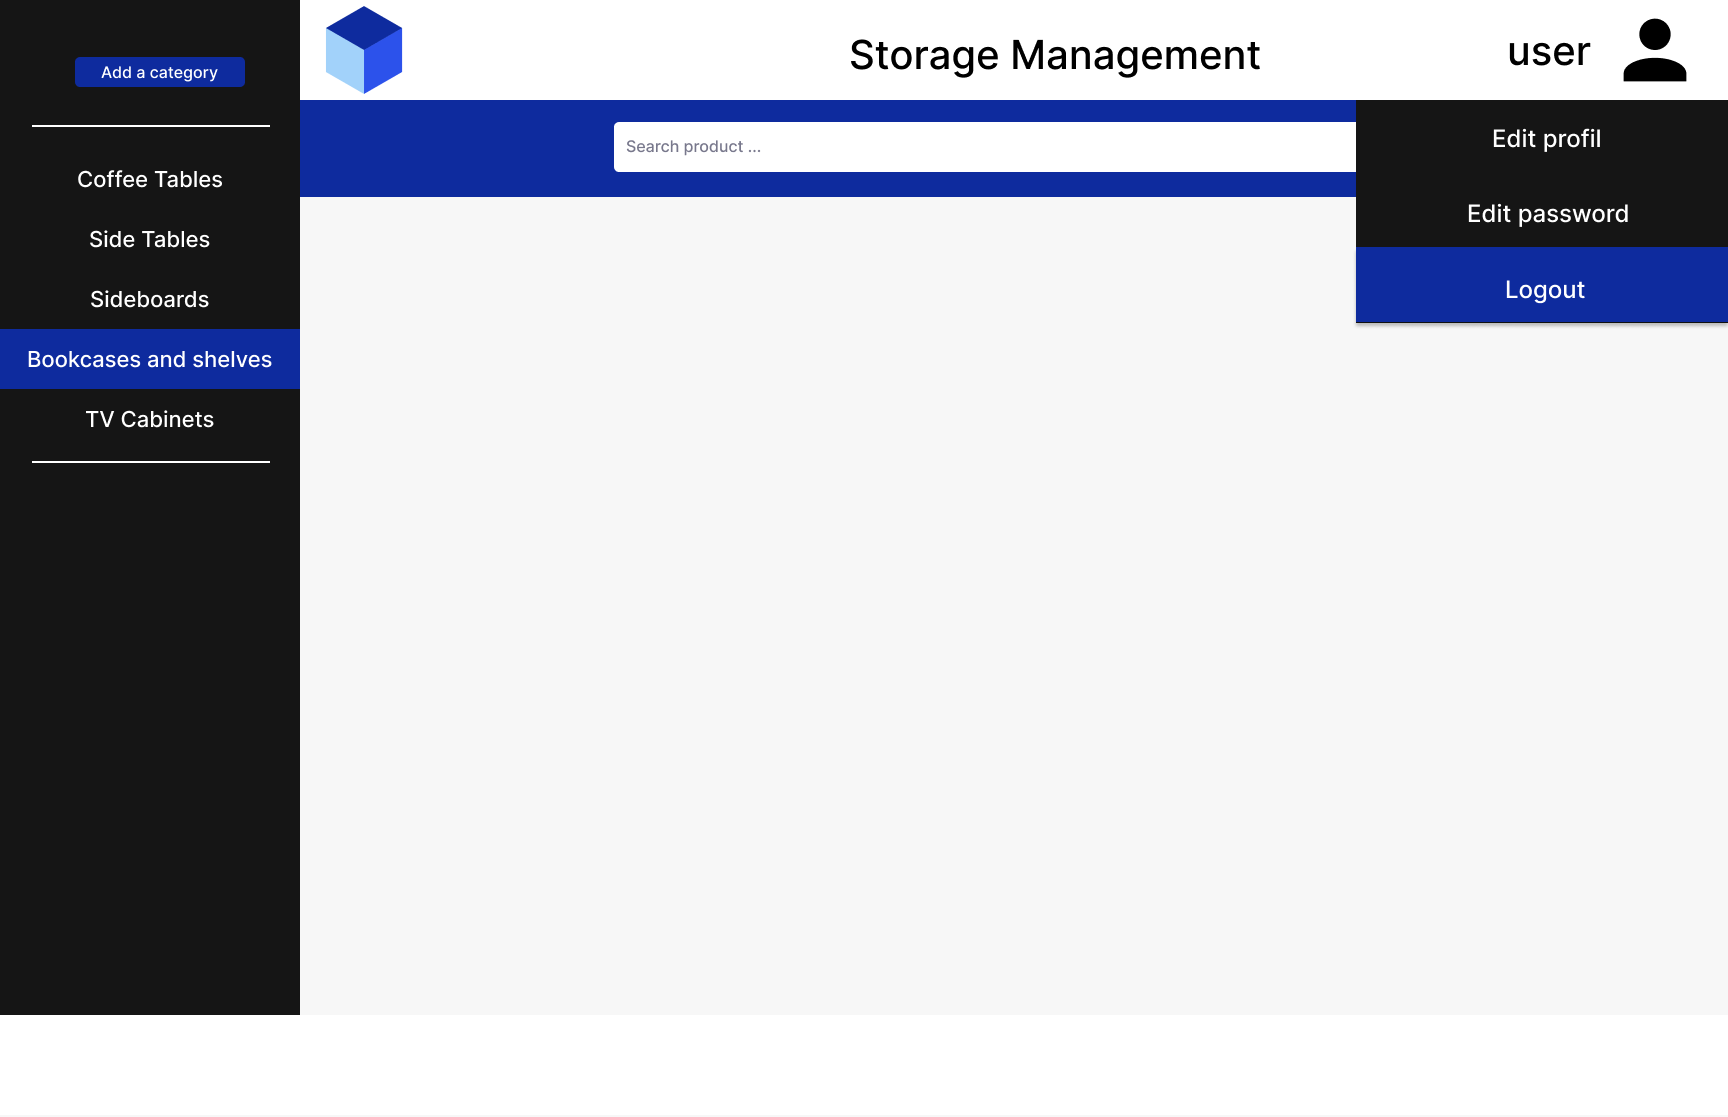 Add a category
Coffee Tables
Side Tables
Sideboards
Bookcases and shelves
TV Cabinets
Storage Management
user
Search product ...
Edit profil
Edit password
Logout